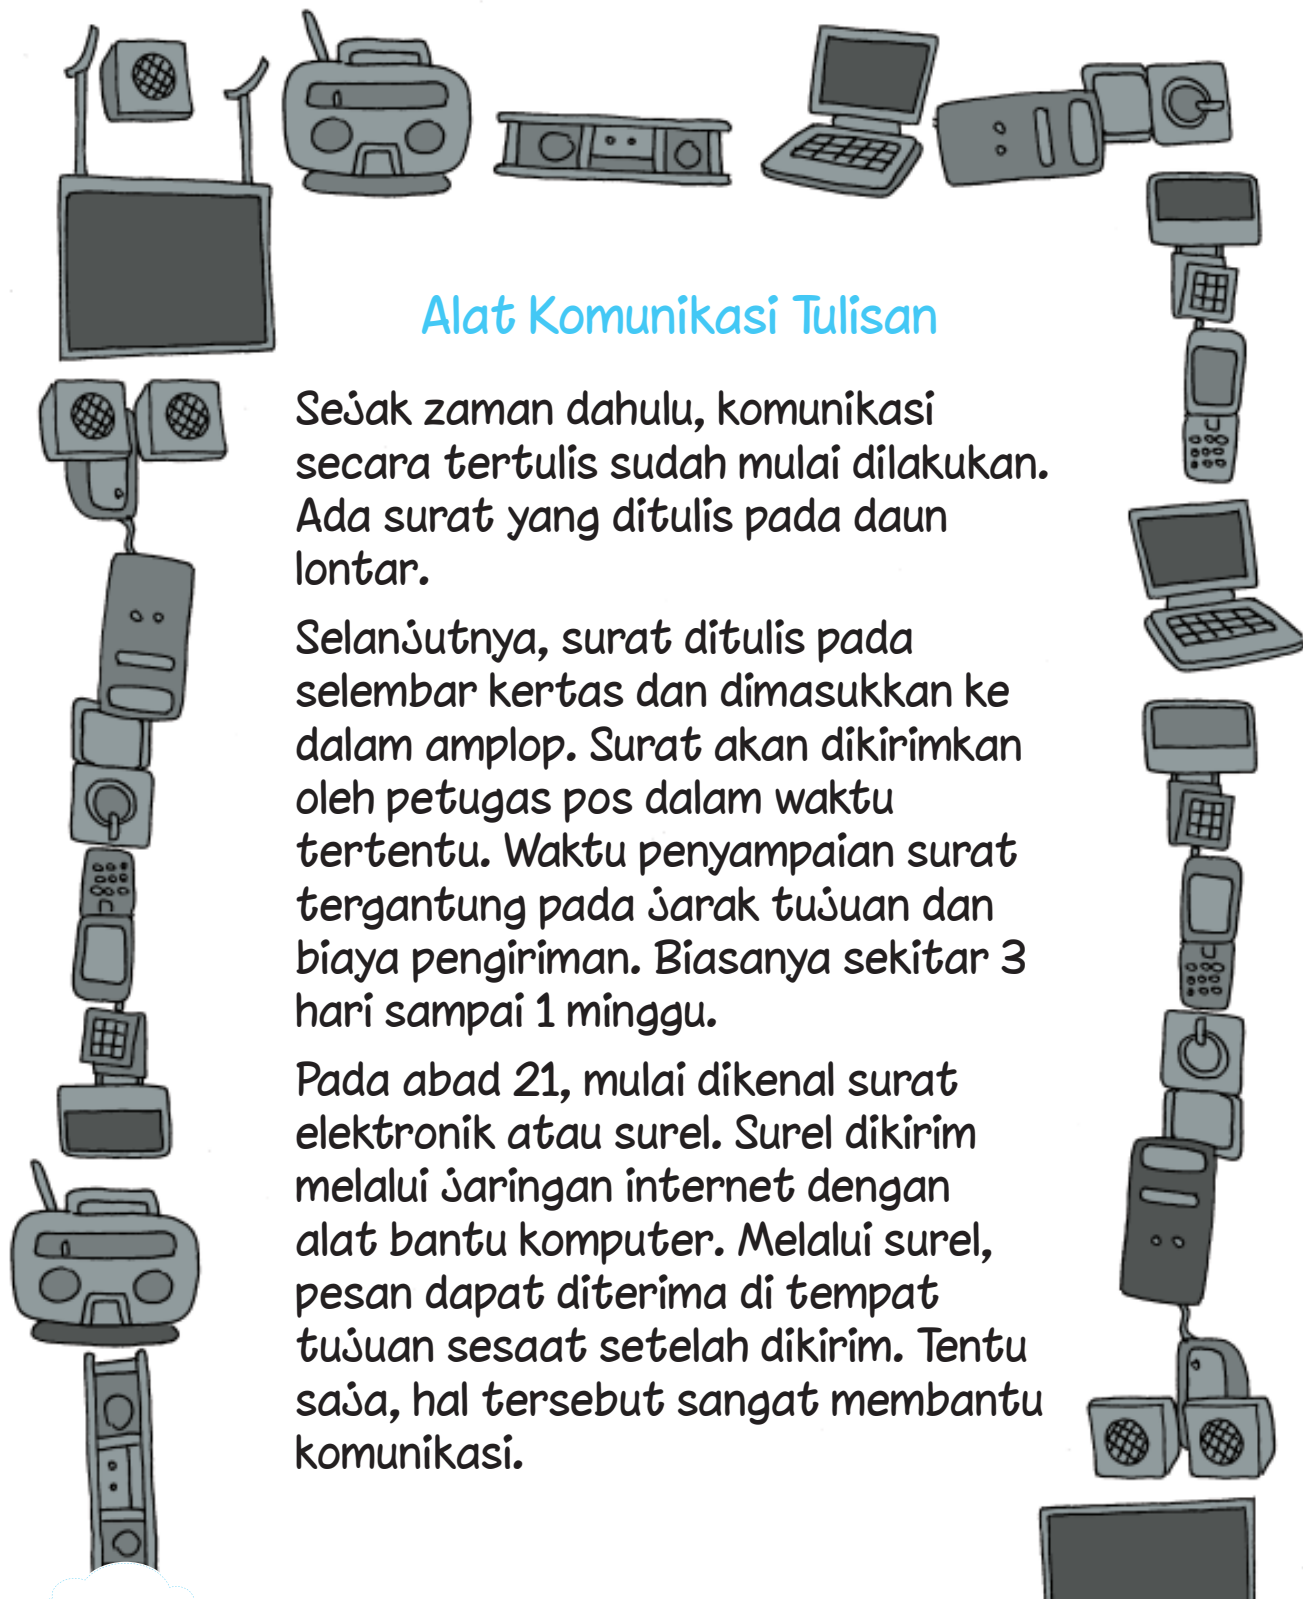 Alat Komunikasi Tulisan
Sejak zaman dahulu, komunikasi
secara tertulis sudah mulai dilakukan.
Ada surat yang ditulis pada daun
lontar.
Selanjutnya, surat ditulis pada
selembar kertas dan dimasukkan ke
dalam amplop. Surat akan dikirimkan
oleh petugas pos dalam waktu
tertentu. Waktu penyampaian surat
tergantung pada jarak tujuan dan
biaya pengiriman. Biasanya sekitar 3
hari sampai 1 minggu.
Pada abad 21, mulai dikenal surat
elektronik atau surel. Surel dikirim
melalui jaringan internet dengan
alat bantu komputer. Melalui surel,
pesan dapat diterima di tempat
tujuan sesaat setelah dikirim. Tentu
saja, hal tersebut sangat membantu
komunikasi.